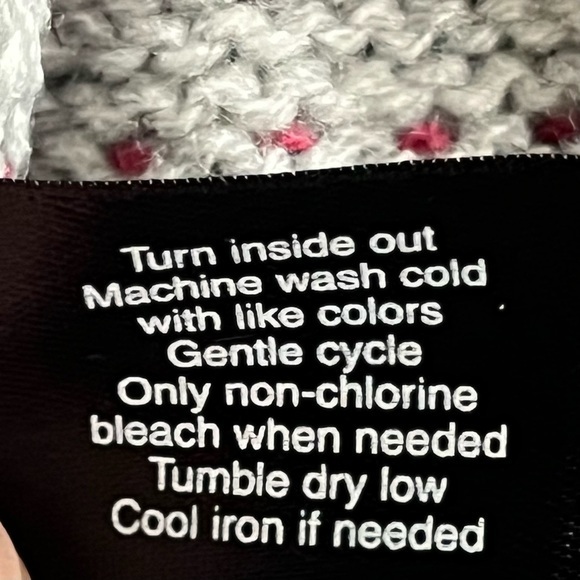 Turn inside out
Machine wash cold
with like colors
Gentle cycle
Only non-chlorine
bleach when needed
Tumble dry low
Cool iron if needed